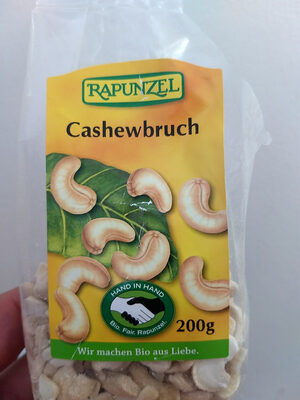 RAPUNZEL
Cashewbruch
HAND IN HAND
Bio. Fair. Rapunzel.
200g
Wir machen Bio aus Liebe.